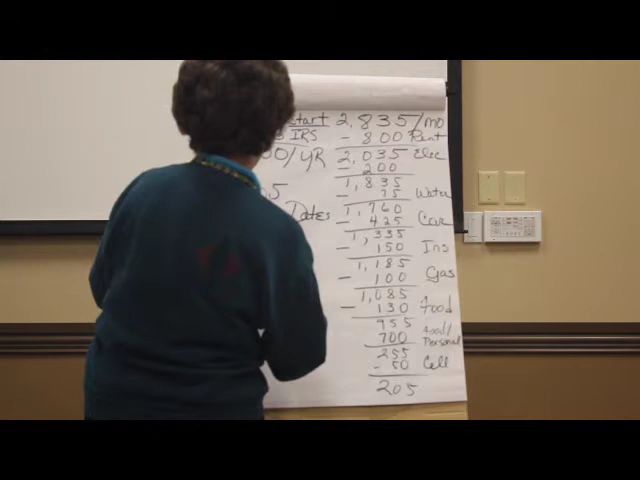 start 2,835/mo
IRS - 800 Rent
00/YR 2,035 Elec
- 200
1,835
5 - 75 Water
Dates 1,760
- 425 Car
1,335
- 150 Ins
1,185
- 100 Gas
1,085
- 130 Food
955
700 Food/
Personal
255
- 50 Cell
205